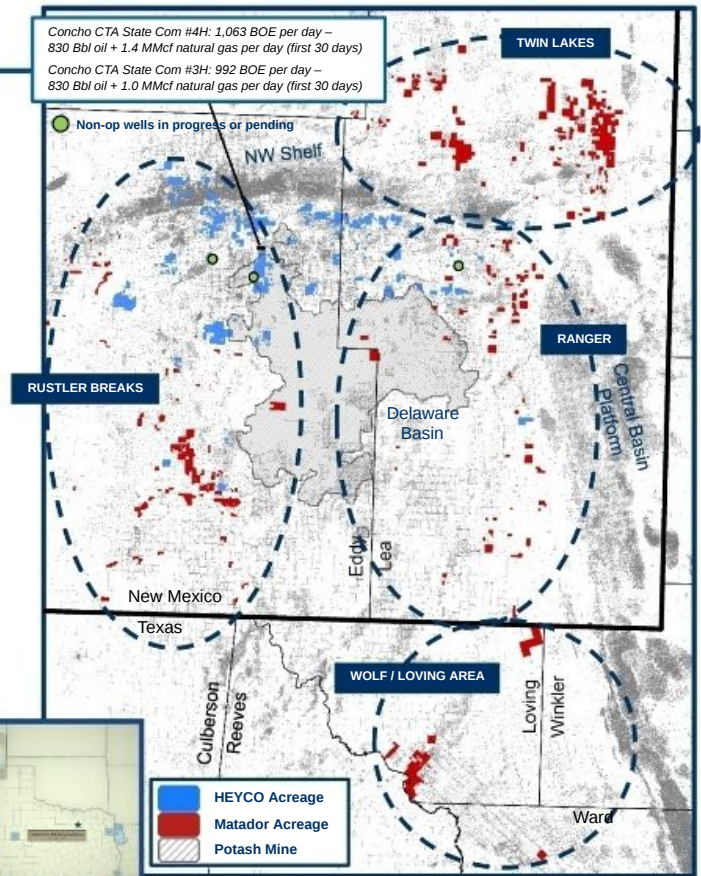 Concho CTA State Com #4H: 1,063 BOE per day –
830 Bbl oil + 1.4 MMcf natural gas per day (first 30 days)
Concho CTA State Com #3H: 992 BOE per day –
830 Bbl oil + 1.0 MMcf natural gas per day (first 30 days)
TWIN LAKES
Non-op wells in progress or pending
NW Shelf
RANGER
RUSTLER BREAKS
Central Basin
Platform
Delaware
Basin
Eddy
Lea
New Mexico
Texas
WOLF / LOVING AREA
Culberson
Reeves
Loving
Winkler
Ward
HEYCO Acreage
Matador Acreage
Potash Mine